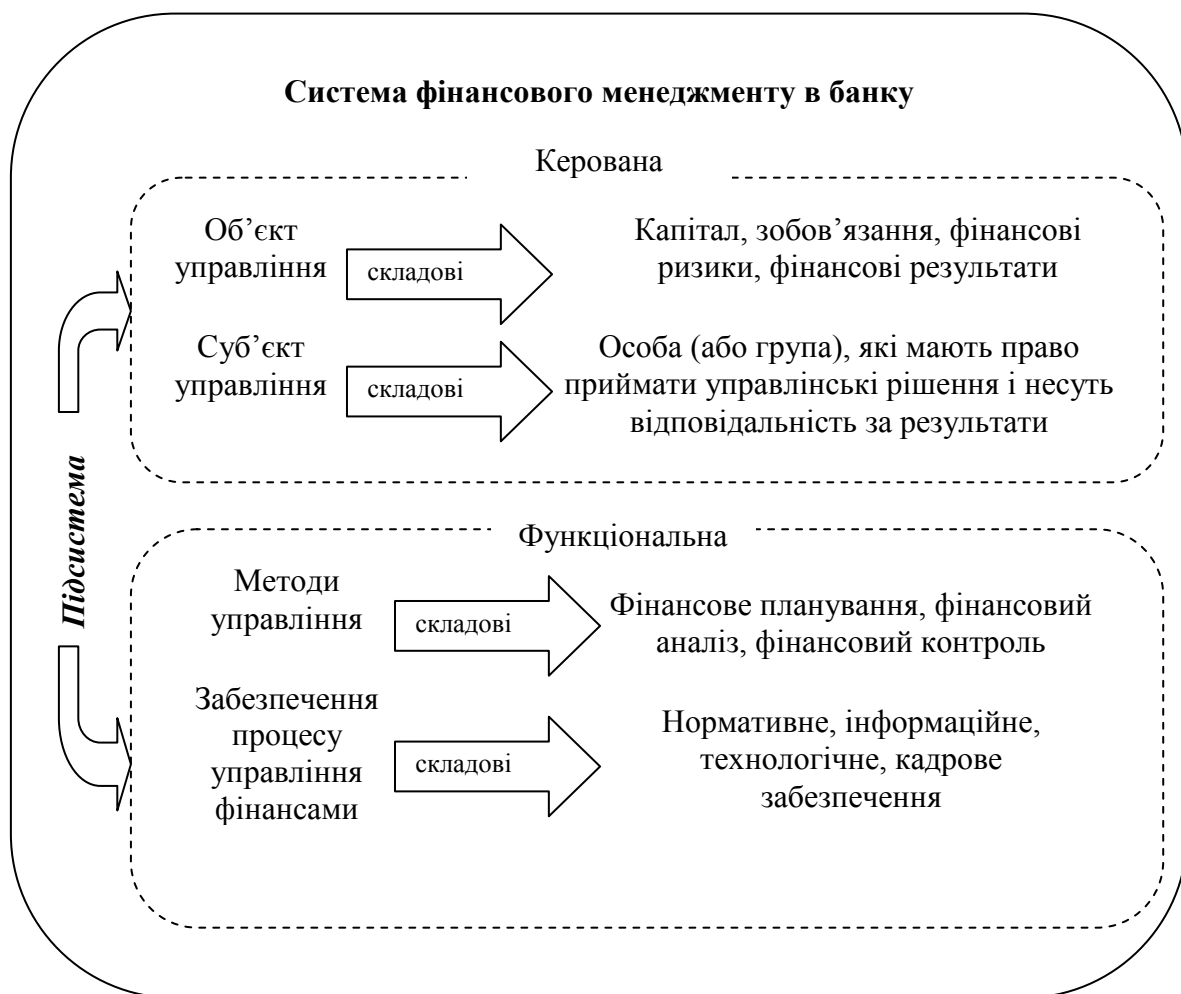 Система фінансового менеджменту в банку
Керована
Об’єкт
управління
складові
Капітал, зобов’язання, фінансові
ризики, фінансові результати
Суб’єкт
управління
складові
Особа (або група), які мають право
приймати управлінські рішення і несуть
відповідальність за результати
Підсистема
Функціональна
Методи
управління
складові
Фінансове планування, фінансовий
аналіз, фінансовий контроль
Забезпечення
процесу
управління
фінансами
складові
Нормативне, інформаційне,
технологічне, кадрове
забезпечення